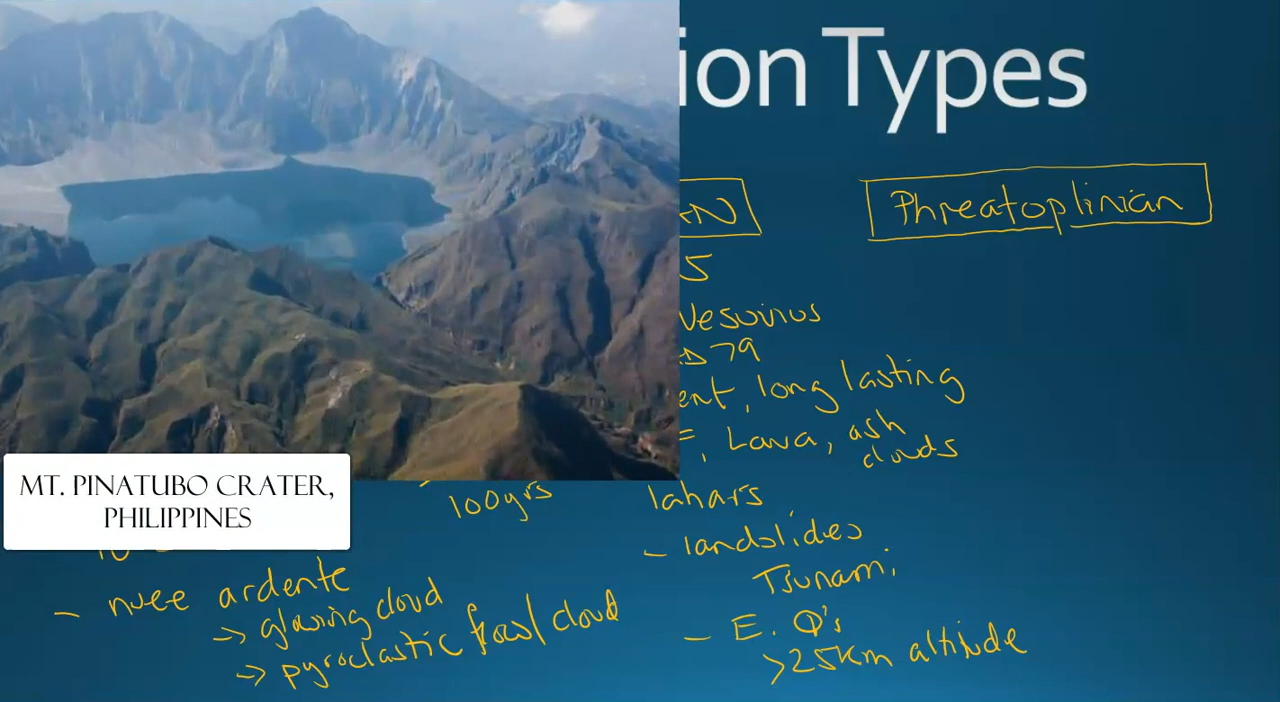 ion Types
Phreatoplinian
5
Vesuvius
79
ent, long lasting
, Lava, ash
clouds
MT. PINATUBO CRATER,
PHILIPPINES
100yrs
lahars
- landslides
Tsunami
- nuee ardente
-> glowing cloud
-> pyroclastic flow/cloud
- E. Q's
>25km altitude